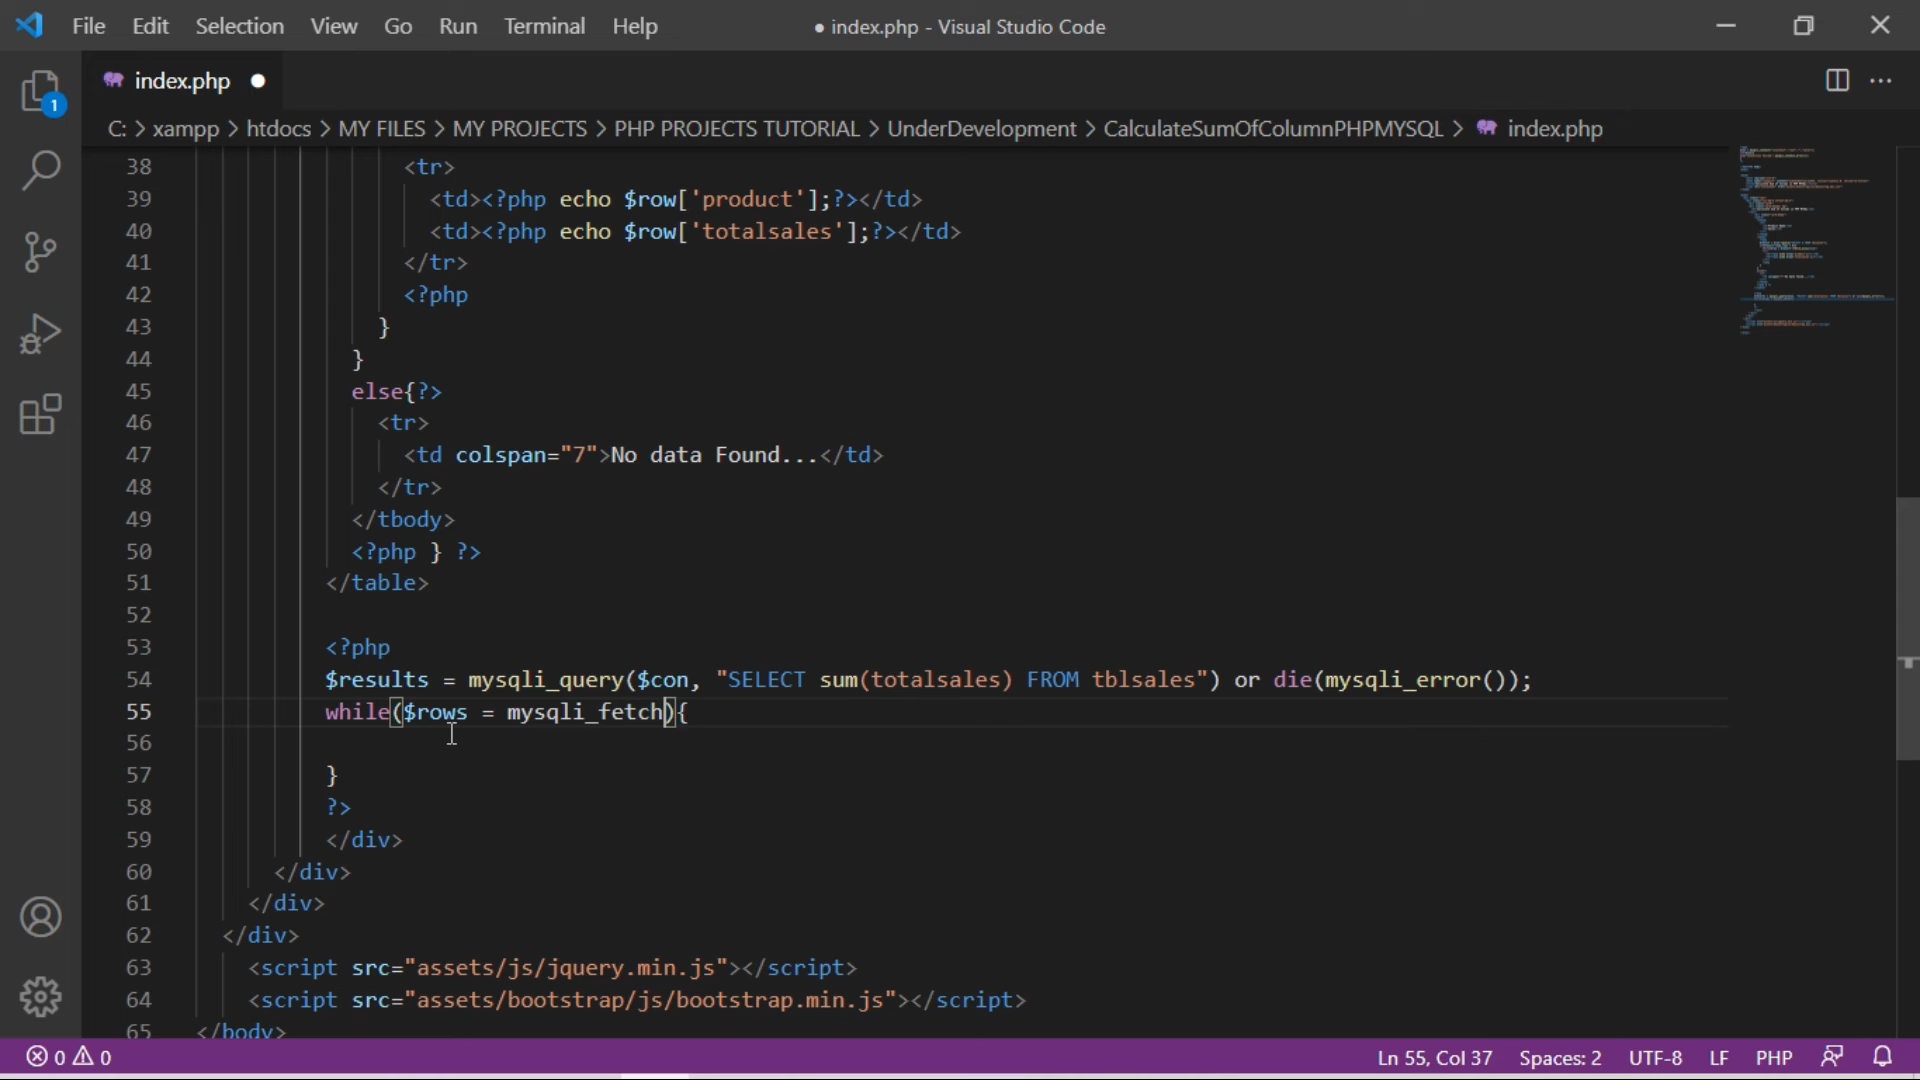 File Edit Selection View Go Run Terminal Help ● index.php - Visual Studio Code
index.php ●
1
C: > xampp > htdocs > MY FILES > MY PROJECTS > PHP PROJECTS TUTORIAL > UnderDevelopment > CalculateSumOfColumnPHPMYSQL > index.php
38 <tr>
39 <td><?php echo $row['product'];?></td>
40 <td><?php echo $row['totalsales'];?></td>
41 </tr>
42 <?php
43 }
44 }
45 else{?>
46 <tr>
47 <td colspan="7">No data Found...</td>
48 </tr>
49 </tbody>
50 <?php } ?>
51 </table>
52
53 <?php
54 $results = mysqli_query($con, "SELECT sum(totalsales) FROM tblsales") or die(mysqli_error());
55 while($rows = mysqli_fetch){
56
57 }
58 ?>
59 </div>
60 </div>
61 </div>
62 </div>
63 <script src="assets/js/jquery.min.js"></script>
64 <script src="assets/bootstrap/js/bootstrap.min.js"></script>
65 </body>
0 0 Ln 55, Col 37 Spaces: 2 UTF-8 LF PHP